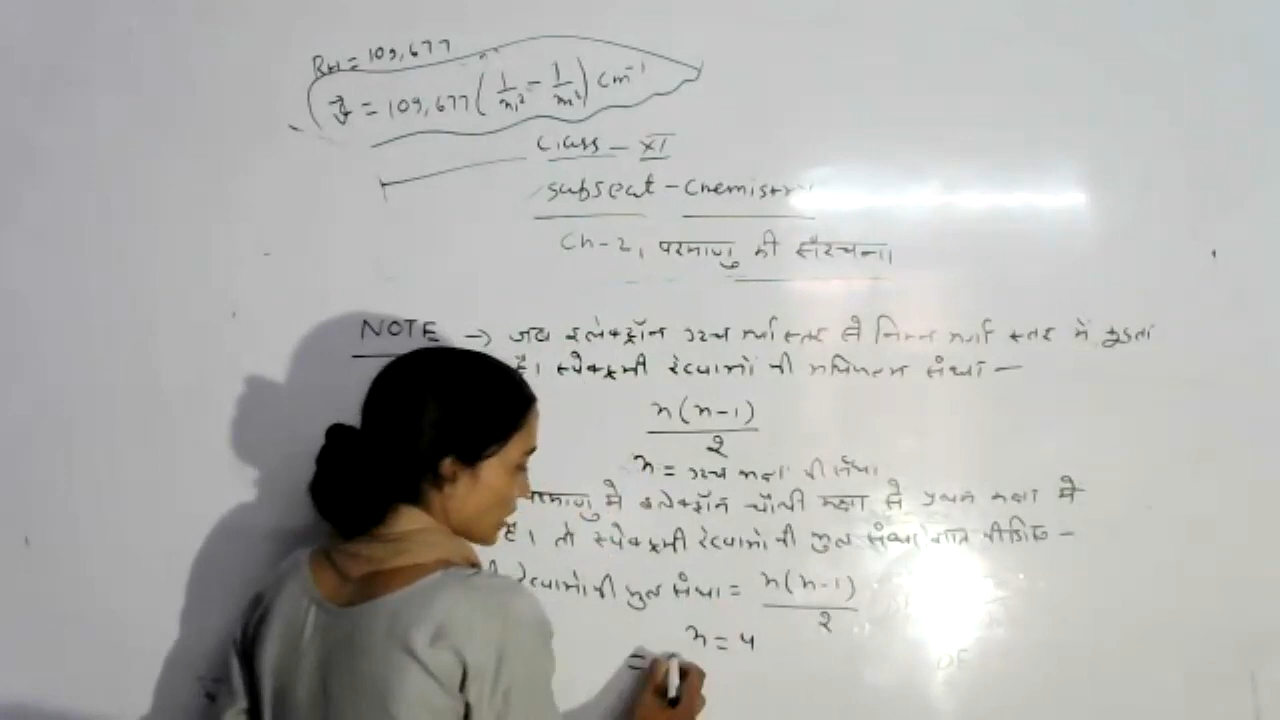 RH = 109,677
ν̄ = 109,677 (1/n₁² - 1/n₂²) cm⁻¹
Class - XI
subseat - Chemistry
Ch-2, परमाणु की संरचना
NOTE → जब इलेक्ट्रॉन उच्च ऊर्जा स्तर से निम्न ऊर्जा स्तर में कुदता
है। स्पेक्ट्रमी रेखाओं की अधिकतम संख्या -
n(n-1)/2
n = उच्च कक्षा की संख्या
परमाणु में इलेक्ट्रॉन चौथी कक्षा से प्रथम कक्षा में
है। तो स्पेक्ट्रमी रेखाओं की कुल संख्या ज्ञात कीजिए -
रेखाओं की कुल संख्या = n(n-1)/2
n = 4
=